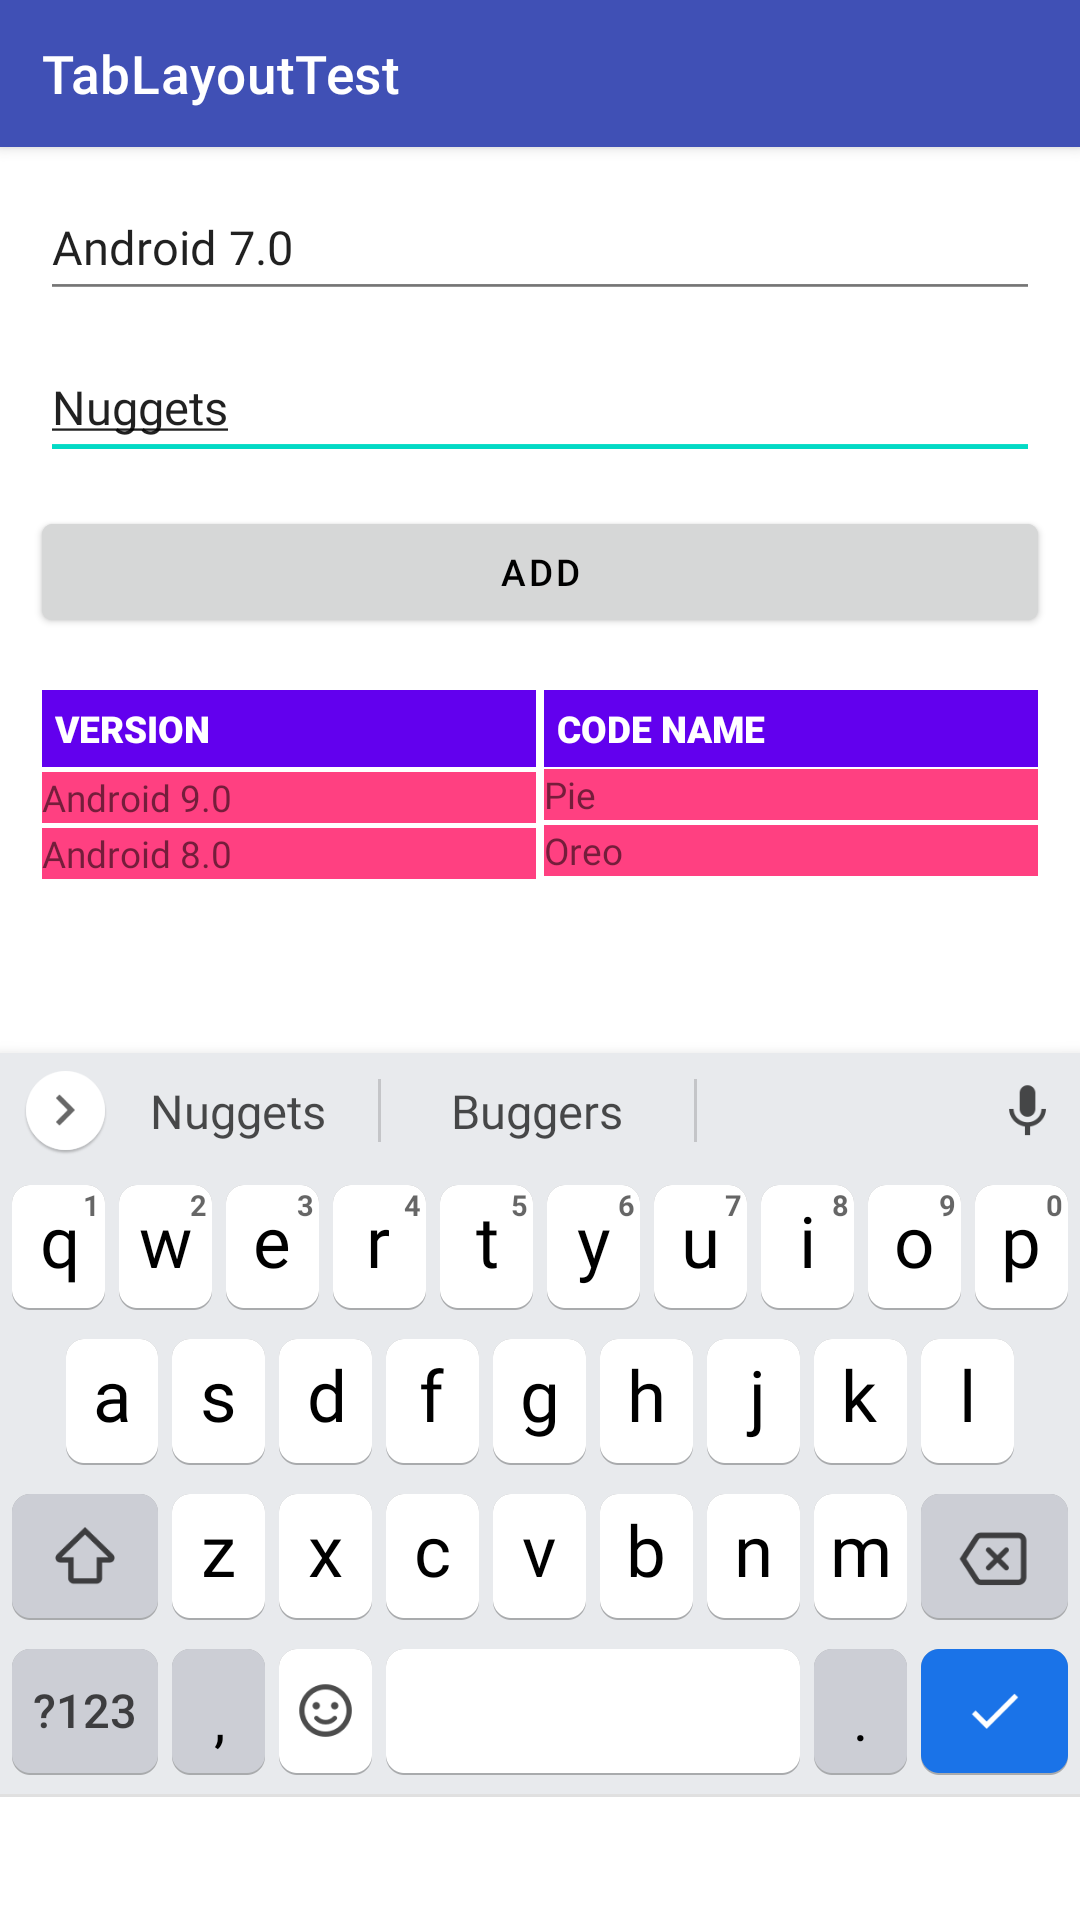 TabLayoutTest
Android 7.0
Nuggets
ADD
VERSION CODE NAME
Android 9.0 Pie
Android 8.0 Oreo
Nuggets Buggers
1 2 3 4 5 6 7 8 9 0
q w e r t y u i o p
a s d f g h j k l
z x c v b n m
?123 , .